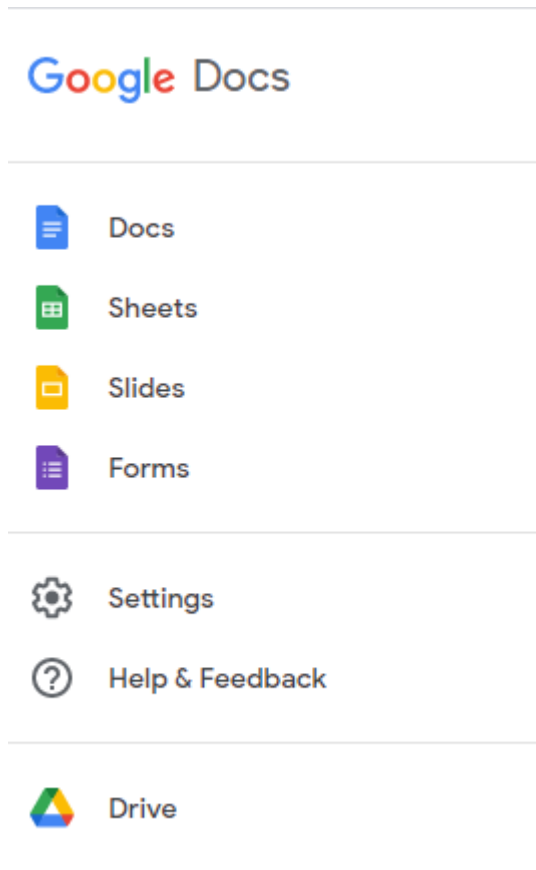 Google Docs
Docs
Sheets
Slides
Forms
Settings
Help & Feedback
Drive